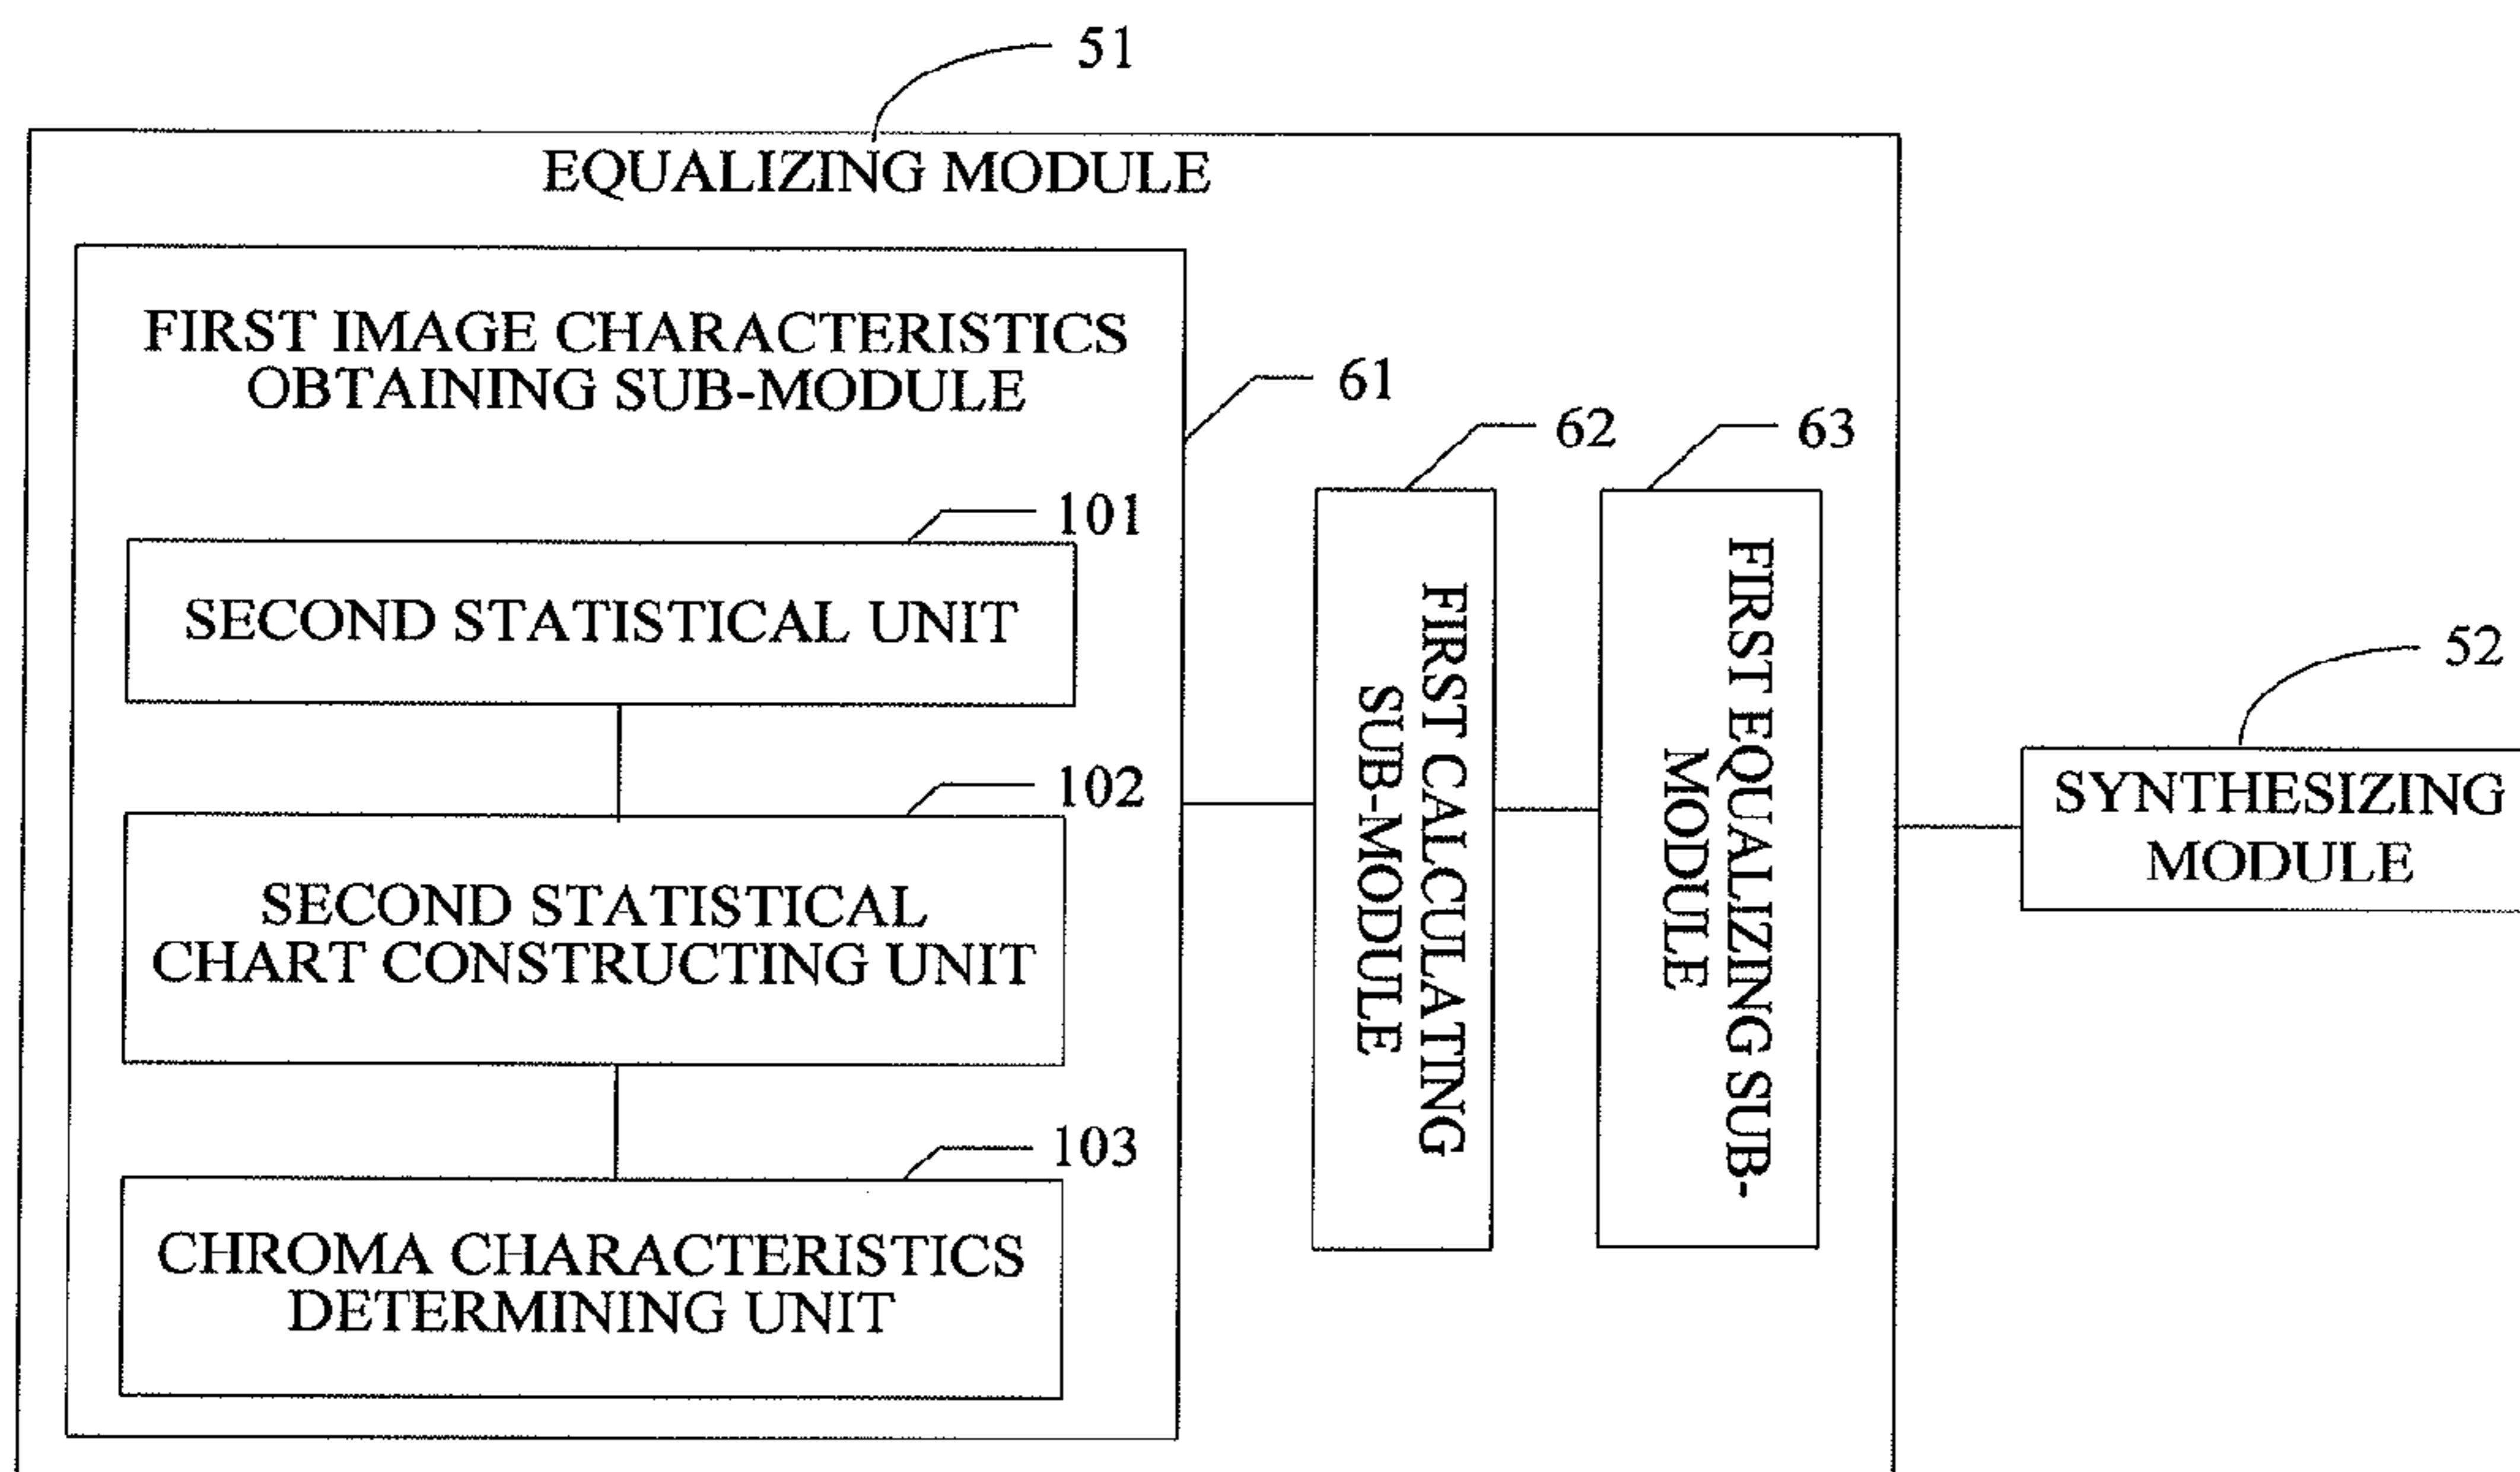 51
EQUALIZING MODULE
FIRST IMAGE CHARACTERISTICS
OBTAINING SUB-MODULE
61
62
63
101
SECOND STATISTICAL UNIT
102
SECOND STATISTICAL
CHART CONSTRUCTING UNIT
103
CHROMA CHARACTERISTICS
DETERMINING UNIT
FIRST CALCULATING
SUB-MODULE
FIRST EQUALIZING SUB-
MODULE
52
SYNTHESIZING
MODULE